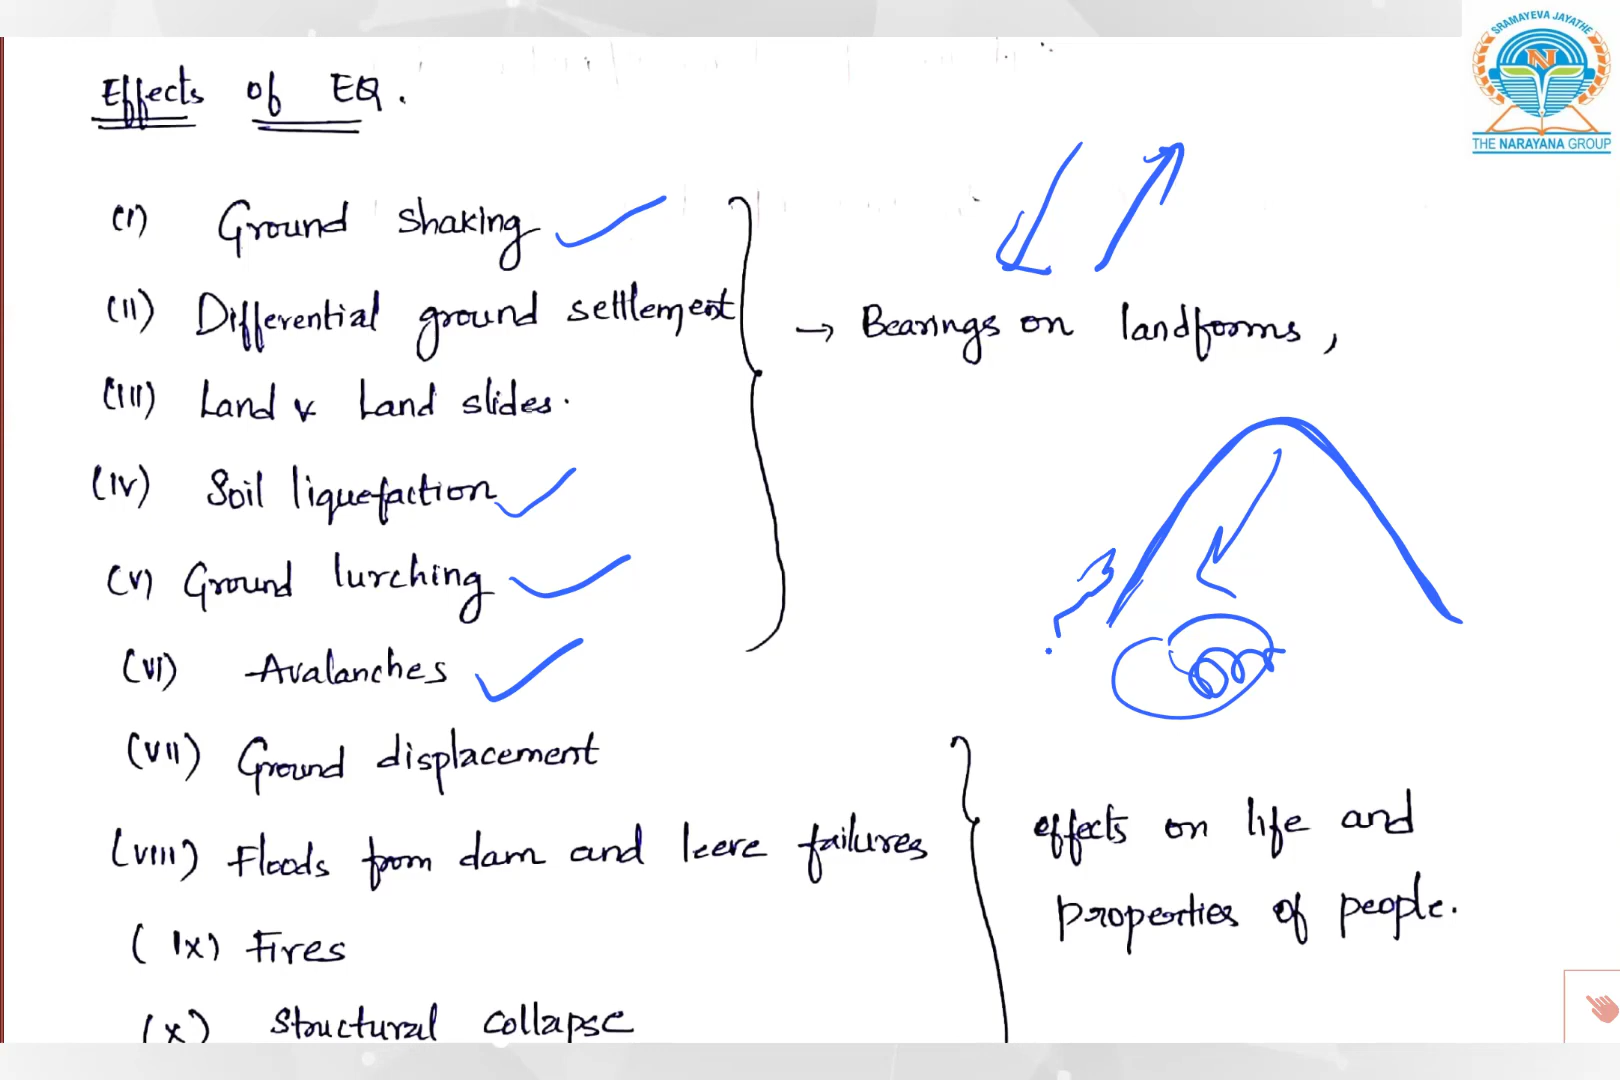 SRAMAYEVA JAYATHE
N
THE NARAYANA GROUP
Effects of EQ.
(I) Ground shaking
(II) Differential ground settlement
→ Bearings on landforms,
(III) Land & Land slides.
(IV) Soil liquefaction
(V) Ground lurching
(VI) Avalanches
(VII) Ground displacement
(VIII) Floods from dam and leeve failures
effects on life and
properties of people.
(IX) Fires
(X) Structural collapse